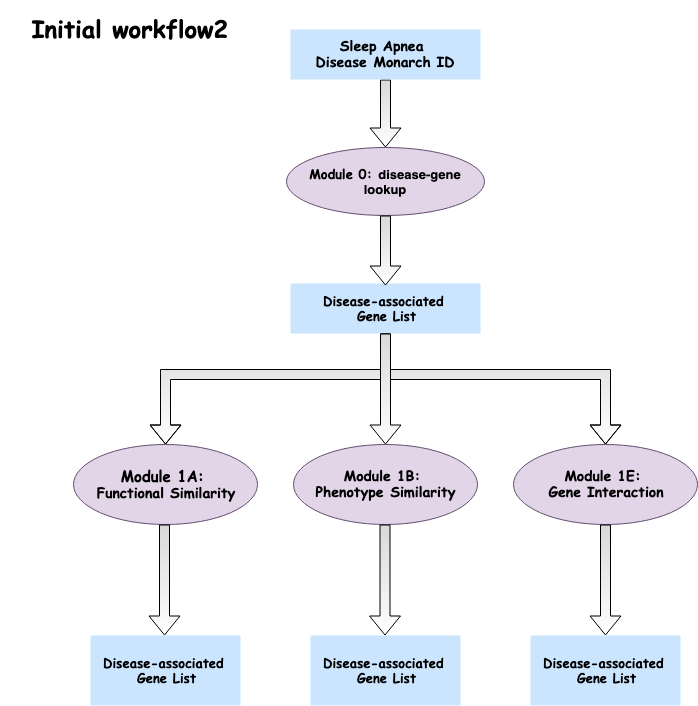 Initial workflow2
Sleep Apnea
Disease Monarch ID
Module 0: disease-gene
lookup
Disease-associated
Gene List
Module 1A:
Functional Similarity
Module 1B:
Phenotype Similarity
Module 1E:
Gene Interaction
Disease-associated
Gene List
Disease-associated
Gene List
Disease-associated
Gene List